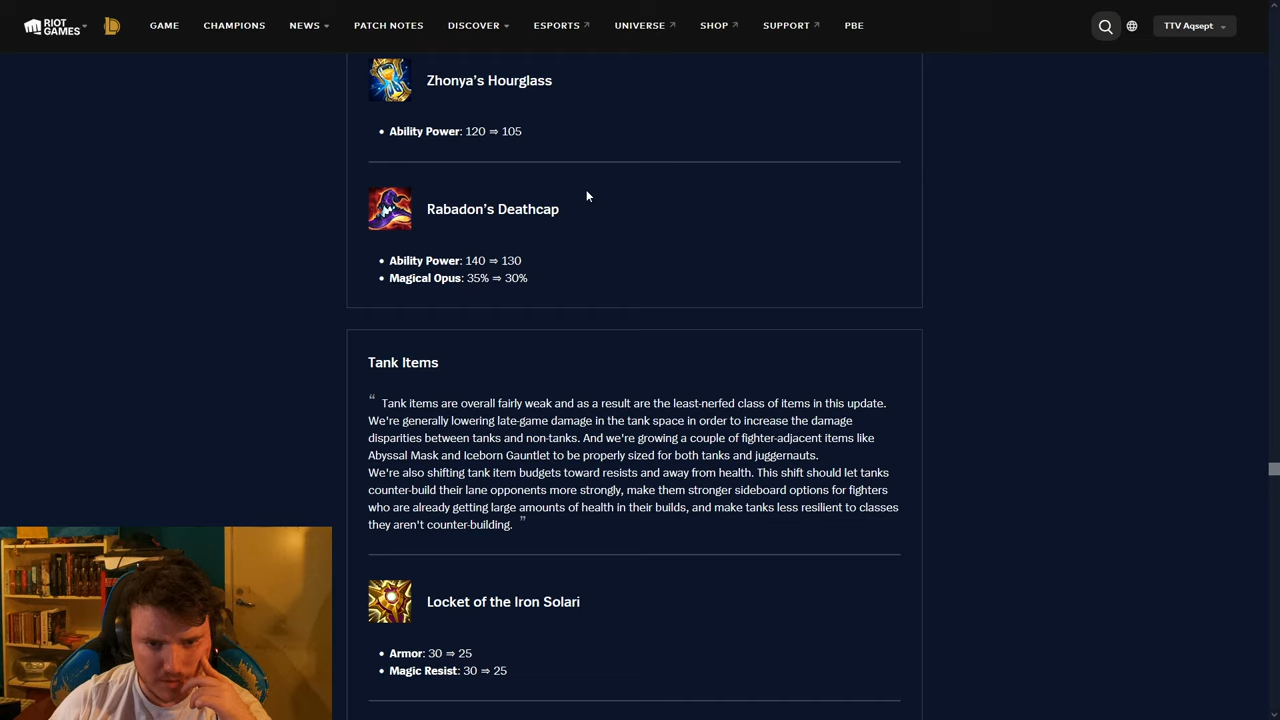 RIOT GAMES
GAME
CHAMPIONS
NEWS
PATCH NOTES
DISCOVER
ESPORTS
UNIVERSE
SHOP
SUPPORT
PBE
TTV Aqsept
Zhonya's Hourglass
• Ability Power: 120 ⇒ 105
Rabadon's Deathcap
• Ability Power: 140 ⇒ 130
• Magical Opus: 35% ⇒ 30%
Tank Items
“ Tank items are overall fairly weak and as a result are the least-nerfed class of items in this update.
We're generally lowering late-game damage in the tank space in order to increase the damage
disparities between tanks and non-tanks. And we're growing a couple of fighter-adjacent items like
Abyssal Mask and Iceborn Gauntlet to be properly sized for both tanks and juggernauts.
We're also shifting tank item budgets toward resists and away from health. This shift should let tanks
counter-build their lane opponents more strongly, make them stronger sideboard options for fighters
who are already getting large amounts of health in their builds, and make tanks less resilient to classes
they aren't counter-building. ”
Locket of the Iron Solari
• Armor: 30 ⇒ 25
• Magic Resist: 30 ⇒ 25